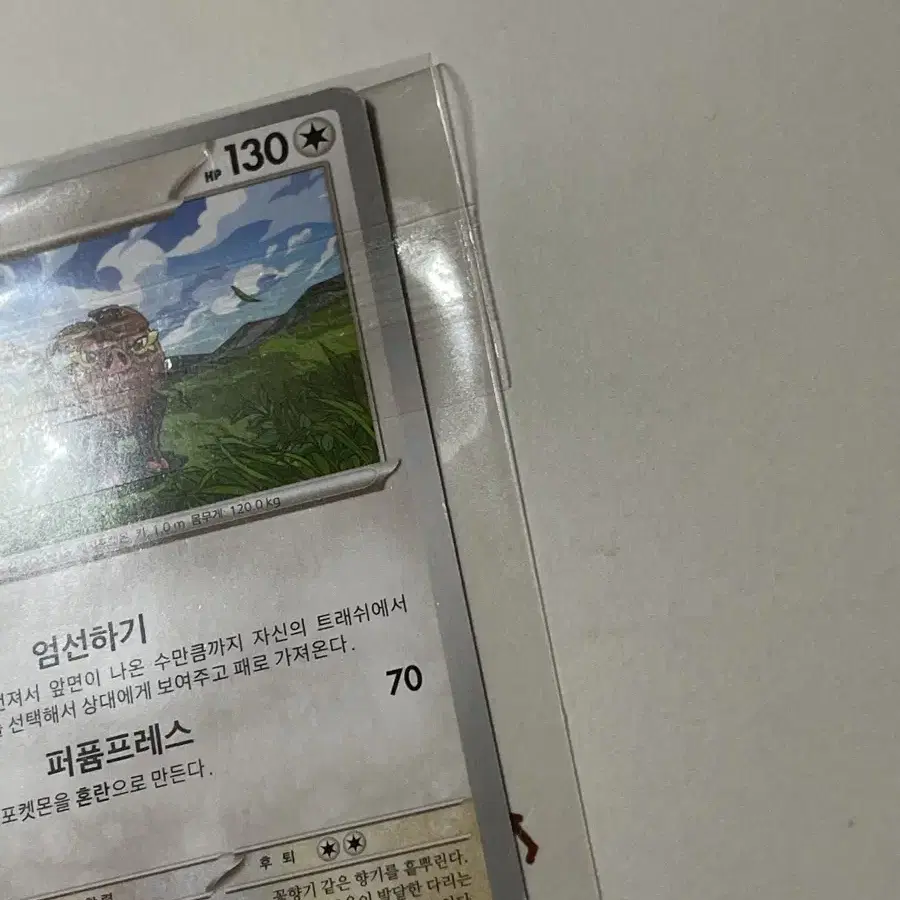 HP 130
키 1.0 m 몸무게: 120.0 kg
엄선하기
던져서 앞면이 나온 수만큼까지 자신의 트래쉬에서
선택해서 상대에게 보여주고 패로 가져온다.
퍼퓸프레스 70
포켓몬을 혼란으로 만든다.
후퇴
꽃향기 같은 향기를 흩뿌린다.
발달한 다리는